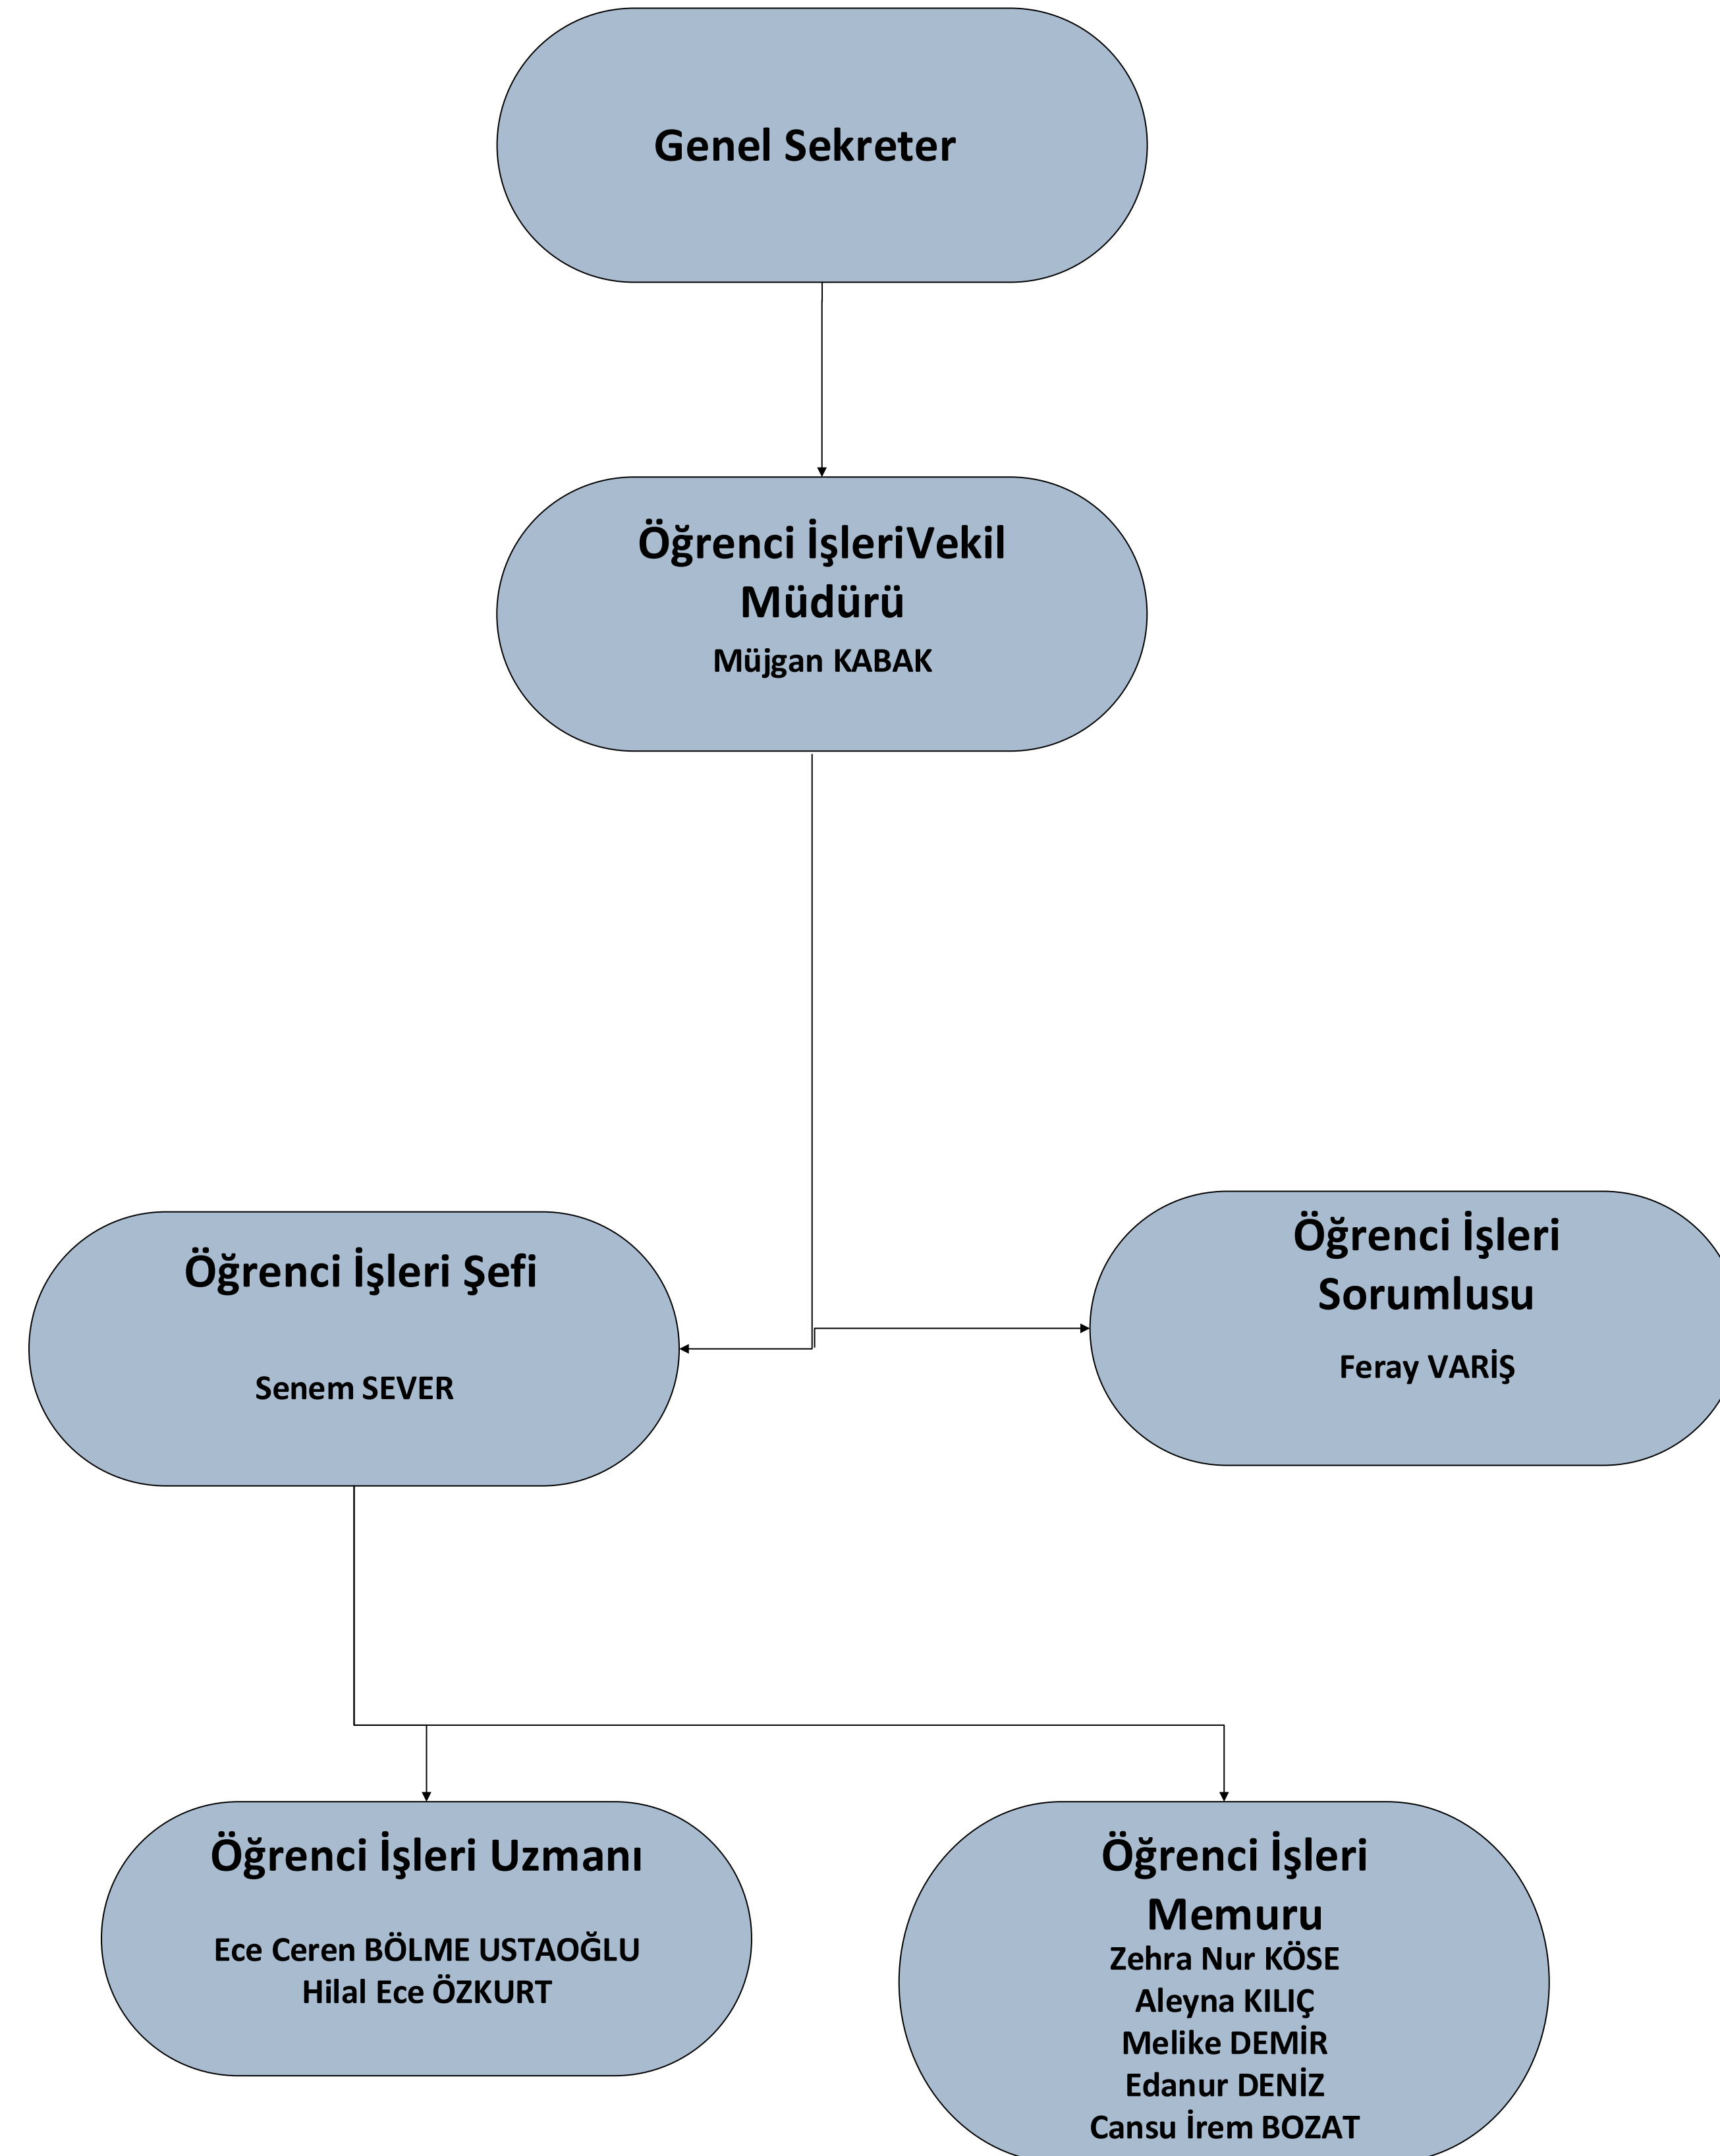 Genel Sekreter
Öğrenci İşleriVekil
Müdürü
Müjgan KABAK
Öğrenci İşleri Şefi
Senem SEVER
Öğrenci İşleri
Sorumlusu
Feray VARİŞ
Öğrenci İşleri Uzmanı
Ece Ceren BÖLME USTAOĞLU
Hilal Ece ÖZKURT
Öğrenci İşleri
Memuru
Zehra Nur KÖSE
Aleyna KILIÇ
Melike DEMİR
Edanur DENİZ
Cansu İrem BOZAT